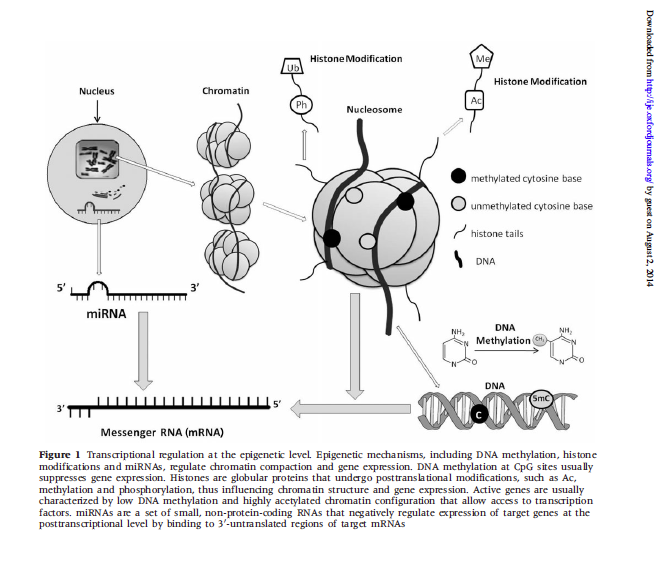 Downloaded from http://ije.oxfordjournals.org/ by guest on August 2, 2014
Histone Modification
Ub
Ph
Me
Histone Modification
Ac
Nucleus
Chromatin
Nucleosome
methylated cytosine base
unmethylated cytosine base
histone tails
DNA
5′ 3′
miRNA
NH₂ DNA NH₂
Methylation CH₃
N N
N O N O
DNA
5mC
C
3′ 5′
Messenger RNA (mRNA)
Figure 1 Transcriptional regulation at the epigenetic level. Epigenetic mechanisms, including DNA methylation, histone
modifications and miRNAs, regulate chromatin compaction and gene expression. DNA methylation at CpG sites usually
suppresses gene expression. Histones are globular proteins that undergo posttranslational modifications, such as Ac,
methylation and phosphorylation, thus influencing chromatin structure and gene expression. Active genes are usually
characterized by low DNA methylation and highly acetylated chromatin configuration that allow access to transcription
factors. miRNAs are a set of small, non-protein-coding RNAs that negatively regulate expression of target genes at the
posttranscriptional level by binding to 3′-untranslated regions of target mRNAs